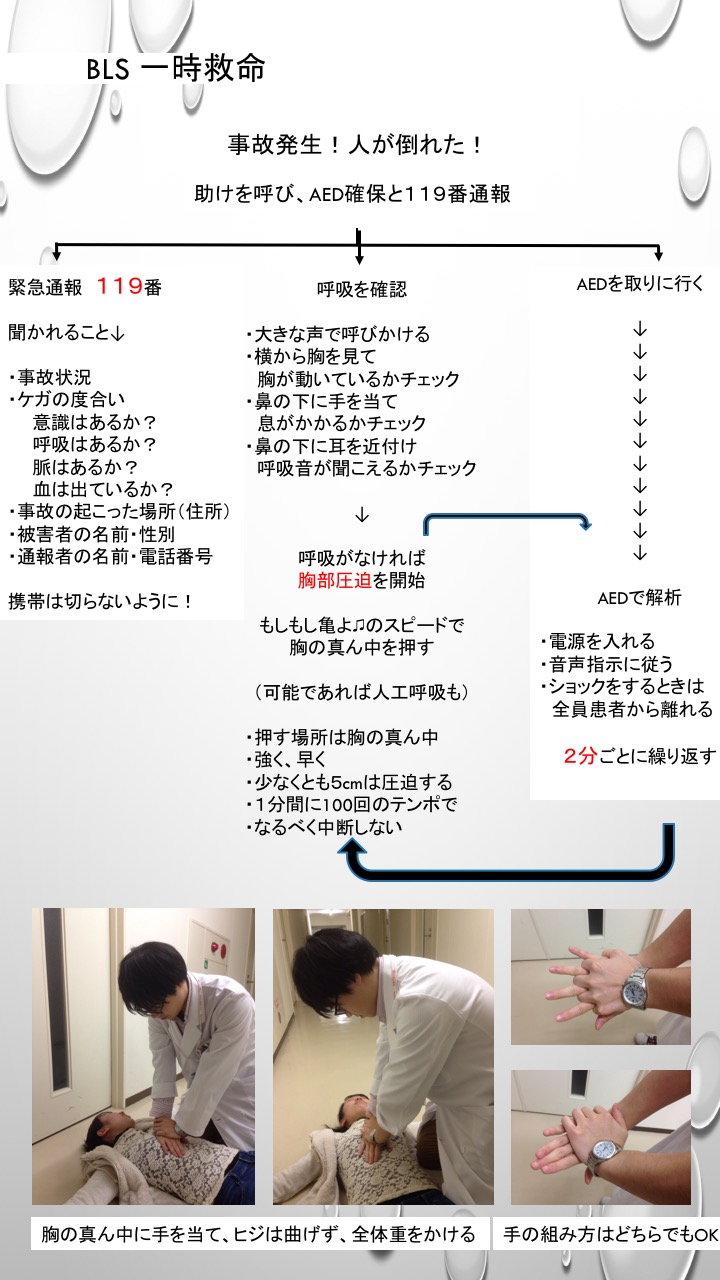 BLS 一時救命
事故発生！人が倒れた！
助けを呼び、AED確保と１１９番通報
緊急通報　１１９番
聞かれること↓
・事故状況
・ケガの度合い
意識はあるか？
呼吸はあるか？
脈はあるか？
血は出ているか？
・事故の起こった場所（住所）
・被害者の名前・性別
・通報者の名前・電話番号
携帯は切らないように！
呼吸を確認
・大きな声で呼びかける
・横から胸を見て
胸が動いているかチェック
・鼻の下に手を当て
息がかかるかチェック
・鼻の下に耳を近付け
呼吸音が聞こえるかチェック
↓
呼吸がなければ
胸部圧迫を開始
もしもし亀よ♫のスピードで
胸の真ん中を押す
（可能であれば人工呼吸も）
・押す場所は胸の真ん中
・強く、早く
・少なくとも５cmは圧迫する
・１分間に100回のテンポで
・なるべく中断しない
AEDを取りに行く
↓
↓
↓
↓
↓
↓
↓
↓
↓
↓
↓
AEDで解析
・電源を入れる
・音声指示に従う
・ショックをするときは
全員患者から離れる
２分ごとに繰り返す
胸の真ん中に手を当て、ヒジは曲げず、全体重をかける
手の組み方はどちらでもOK